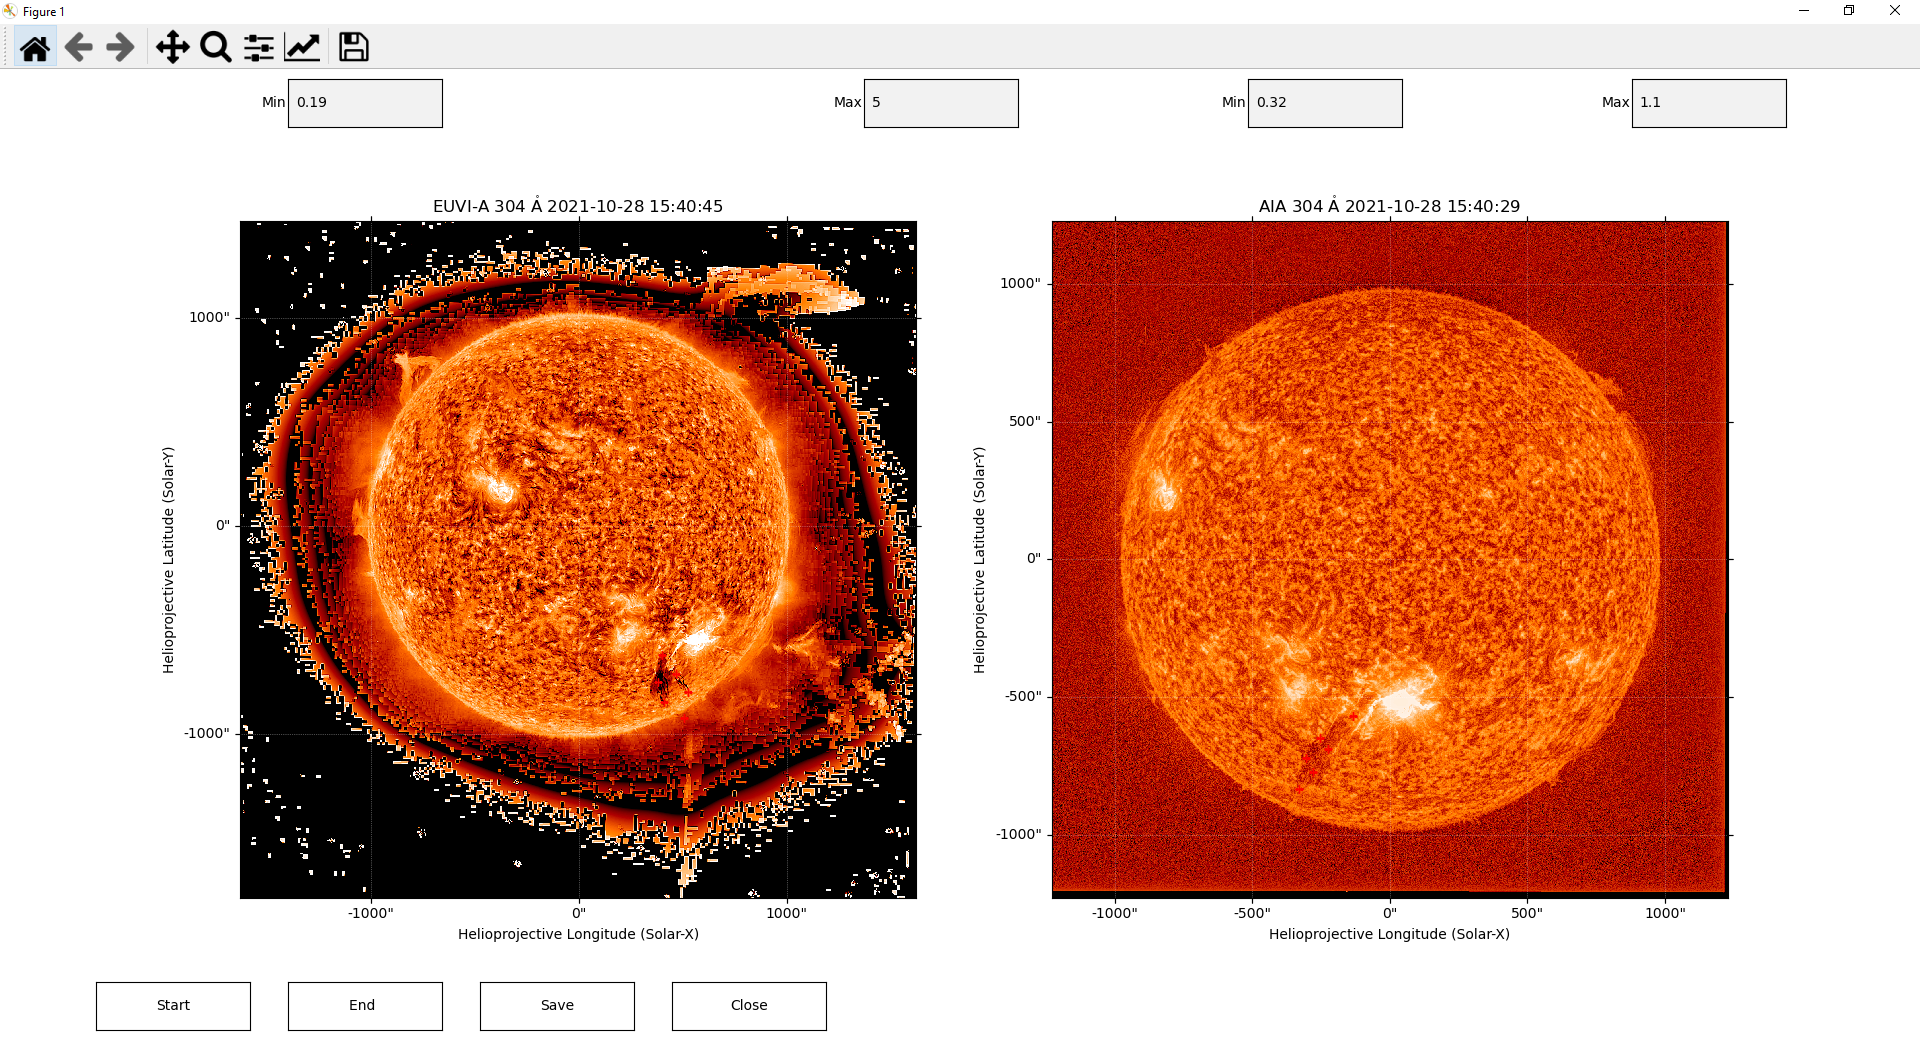 Figure 1
Min 0.19
Max 5
Min 0.32
Max 1.1
EUVI-A 304 Å 2021-10-28 15:40:45
1000"
0"
-1000"
Helioprojective Latitude (Solar-Y)
-1000" 0" 1000"
Helioprojective Longitude (Solar-X)
AIA 304 Å 2021-10-28 15:40:29
1000"
500"
0"
-500"
-1000"
Helioprojective Latitude (Solar-Y)
-1000" -500" 0" 500" 1000"
Helioprojective Longitude (Solar-X)
Start
End
Save
Close